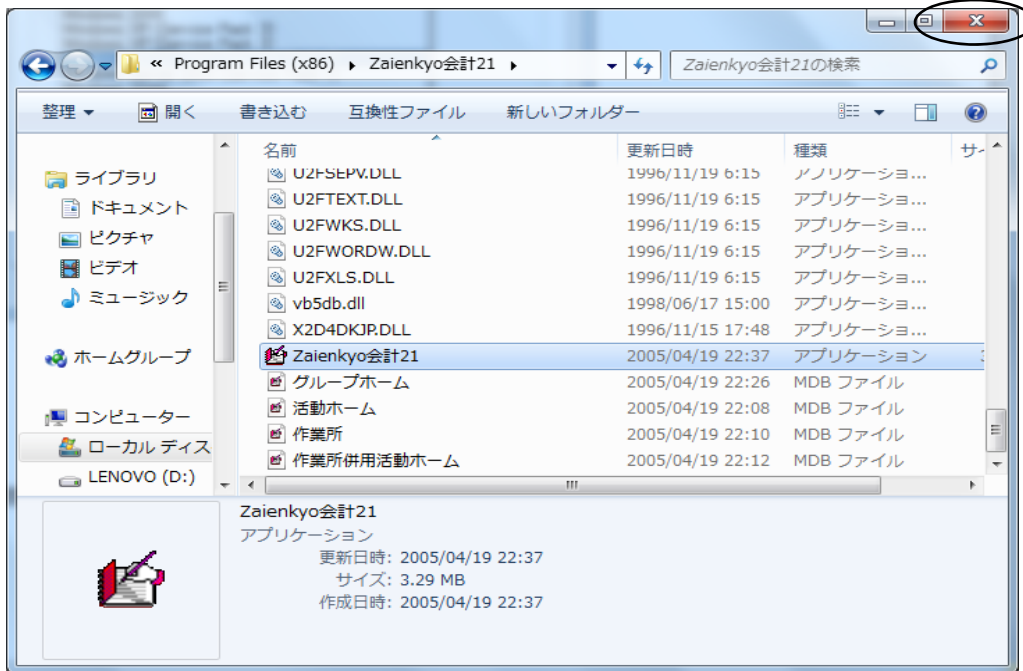 « Program Files (x86) ▸ Zaienkyo会計21 ▸
Zaienkyo会計21の検索
整理 開く 書き込む 互換性ファイル 新しいフォルダー
名前 更新日時 種類
U2FSEPV.DLL 1996/11/19 6:15 アプリケーショ...
U2FTEXT.DLL 1996/11/19 6:15 アプリケーショ...
U2FWKS.DLL 1996/11/19 6:15 アプリケーショ...
U2FWORDW.DLL 1996/11/19 6:15 アプリケーショ...
U2FXLS.DLL 1996/11/19 6:15 アプリケーショ...
vb5db.dll 1998/06/17 15:00 アプリケーショ...
X2D4DKJP.DLL 1996/11/15 17:48 アプリケーショ...
Zaienkyo会計21 2005/04/19 22:37 アプリケーション
グループホーム 2005/04/19 22:26 MDB ファイル
活動ホーム 2005/04/19 22:08 MDB ファイル
作業所 2005/04/19 22:10 MDB ファイル
作業所併用活動ホーム 2005/04/19 22:12 MDB ファイル
ライブラリ
ドキュメント
ピクチャ
ビデオ
ミュージック
ホームグループ
コンピューター
ローカル ディス
LENOVO (D:)
Zaienkyo会計21
アプリケーション
更新日時: 2005/04/19 22:37
サイズ: 3.29 MB
作成日時: 2005/04/19 22:37